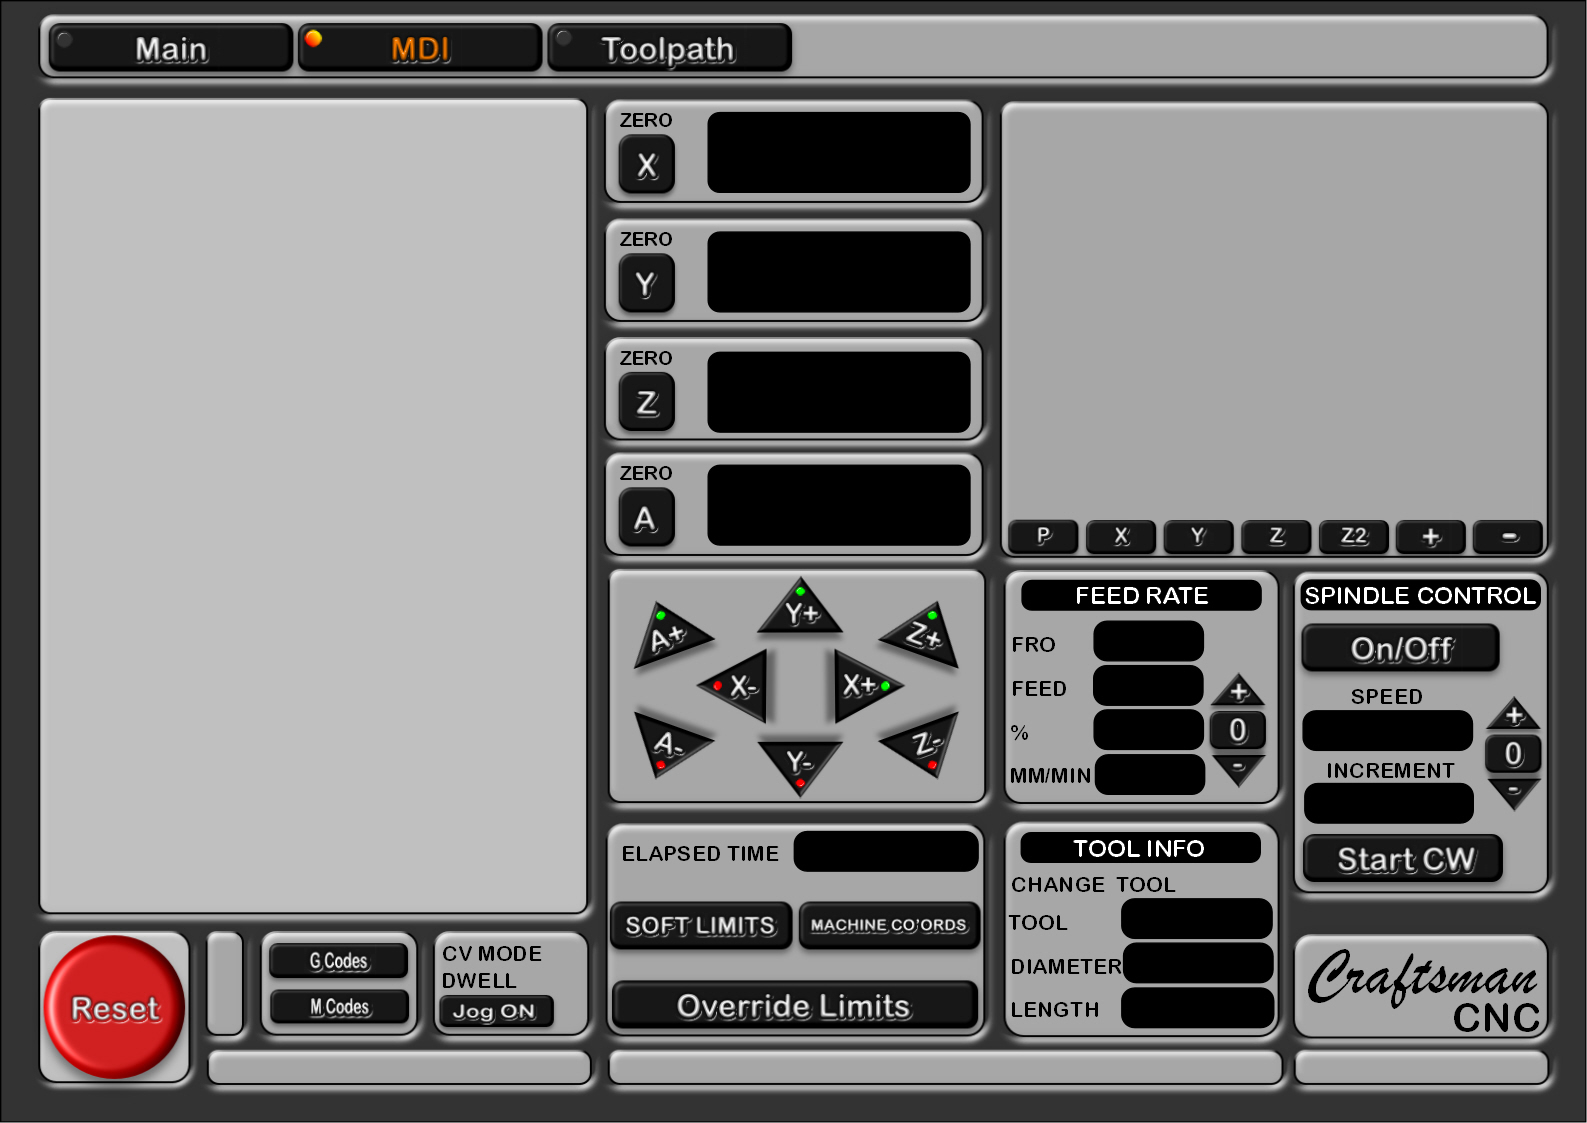 Main
MDI
Toolpath
ZERO
X
ZERO
Y
ZERO
Z
ZERO
A
P
X
Y
Z
Z2
+
-
A+
Y+
Z+
X-
X+
A-
Y-
Z-
FEED RATE
FRO
FEED
%
MM/MIN
+
0
-
SPINDLE CONTROL
On/Off
SPEED
INCREMENT
+
0
-
Start CW
ELAPSED TIME
SOFT LIMITS
MACHINE CO'ORDS
Override Limits
TOOL INFO
CHANGE TOOL
TOOL
DIAMETER
LENGTH
Reset
G Codes
M Codes
CV MODE
DWELL
Jog ON
Craftsman
CNC